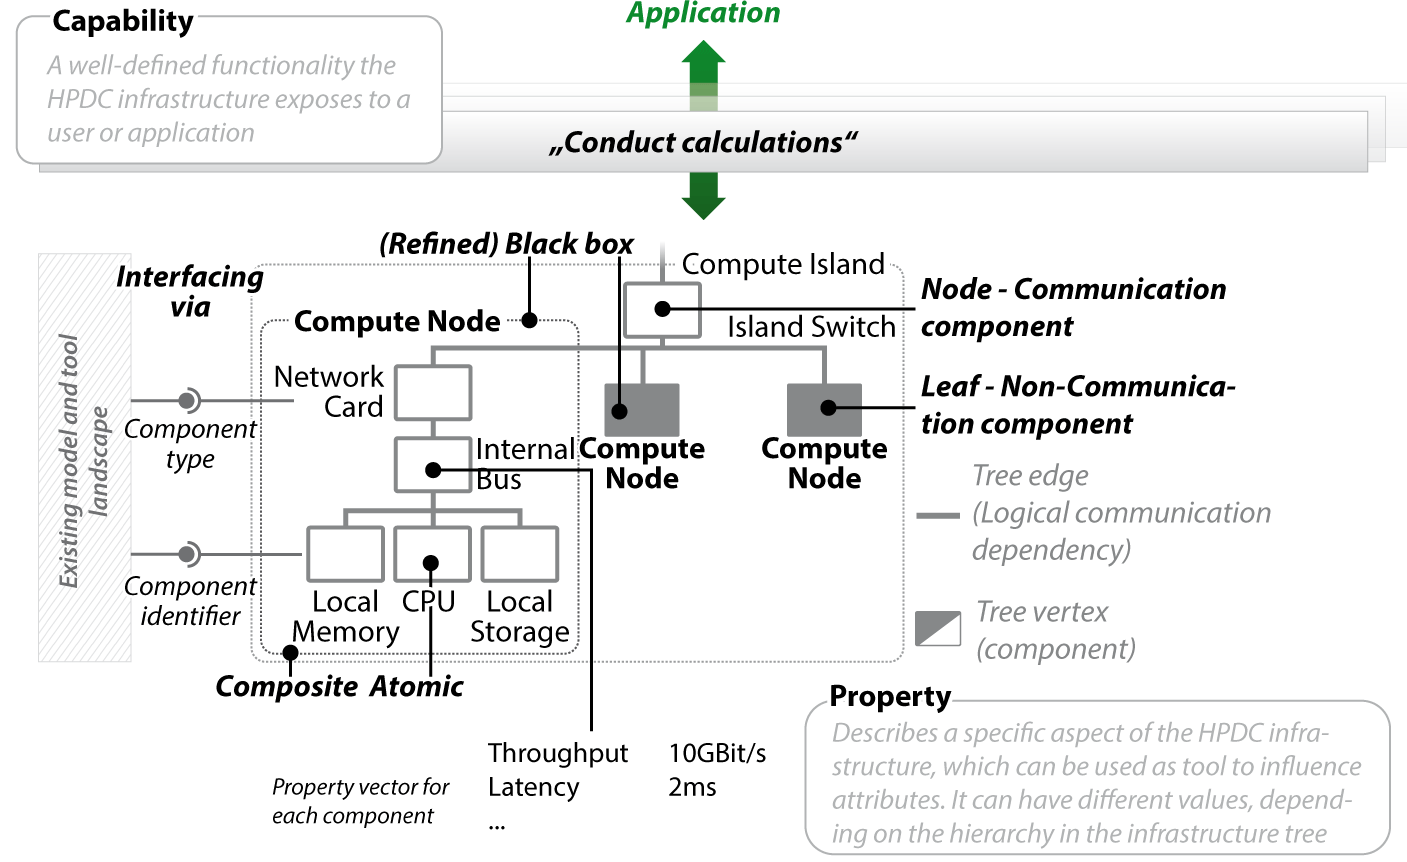 Application
Capability
A well-defined functionality the
HPDC infrastructure exposes to a
user or application
„Conduct calculations“
(Refined) Black box
Interfacing
via
Compute Island
Compute Node
Island Switch
Node - Communication
component
Network
Card
Leaf - Non-Communica-
tion component
Component
type
Internal
Bus
Compute
Node
Compute
Node
Existing model and tool
landscape
Tree edge
(Logical communication
dependency)
Component
identifier
Local
Memory
CPU
Local
Storage
Tree vertex
(component)
Composite
Atomic
Property
Describes a specific aspect of the HPDC infra-
structure, which can be used as tool to influence
attributes. It can have different values, depend-
ing on the hierarchy in the infrastructure tree
Property vector for
each component
Throughput 10GBit/s
Latency 2ms
...